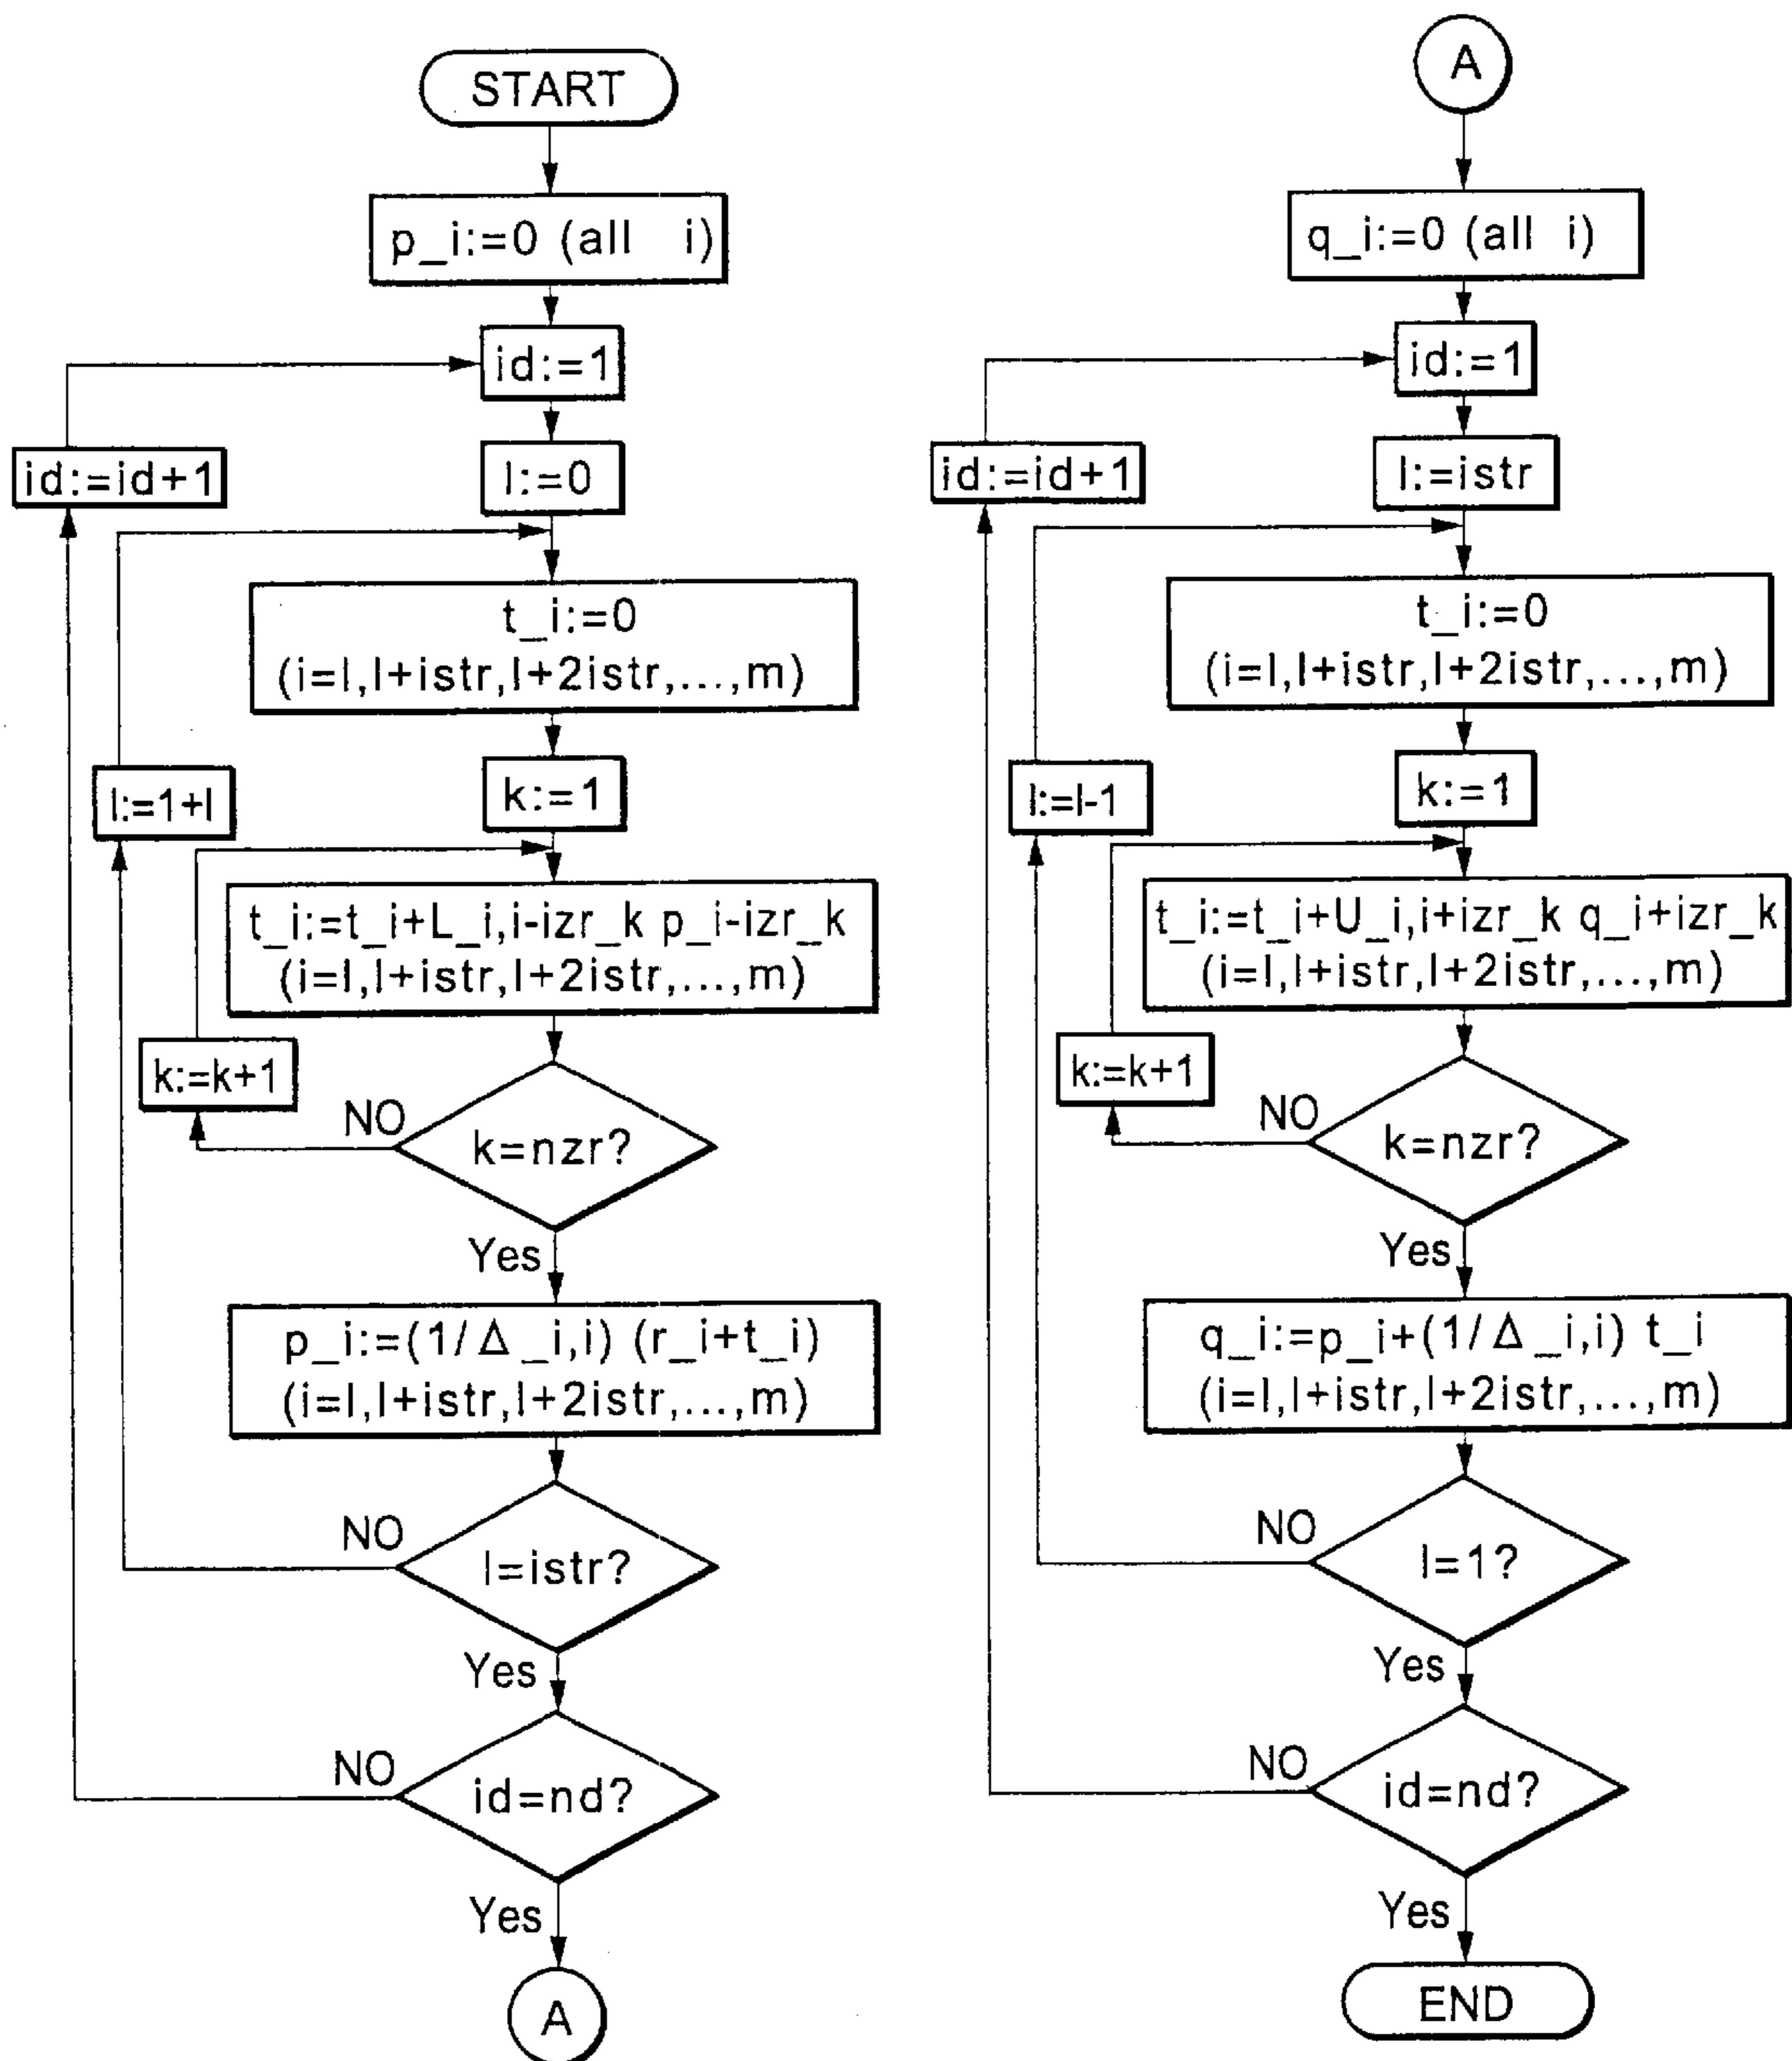 START
p_i:=0 (all i)
id:=1
id:=id+1
l:=0
t_i:=0
(i=l,l+istr,l+2istr,...,m)
l:=1+l
k:=1
t_i:=t_i+L_i,i-izr_k p_i-izr_k
(i=l,l+istr,l+2istr,...,m)
k:=k+1
NO
k=nzr?
Yes
p_i:=(1/Δ_i,i) (r_i+t_i)
(i=l,l+istr,l+2istr,...,m)
NO
l=istr?
Yes
NO
id=nd?
Yes
A
A
q_i:=0 (all i)
id:=1
id:=id+1
l:=istr
t_i:=0
(i=l,l+istr,l+2istr,...,m)
l:=l-1
k:=1
t_i:=t_i+U_i,i+izr_k q_i+izr_k
(i=l,l+istr,l+2istr,...,m)
k:=k+1
NO
k=nzr?
Yes
q_i:=p_i+(1/Δ_i,i) t_i
(i=l,l+istr,l+2istr,...,m)
NO
l=1?
Yes
NO
id=nd?
Yes
END